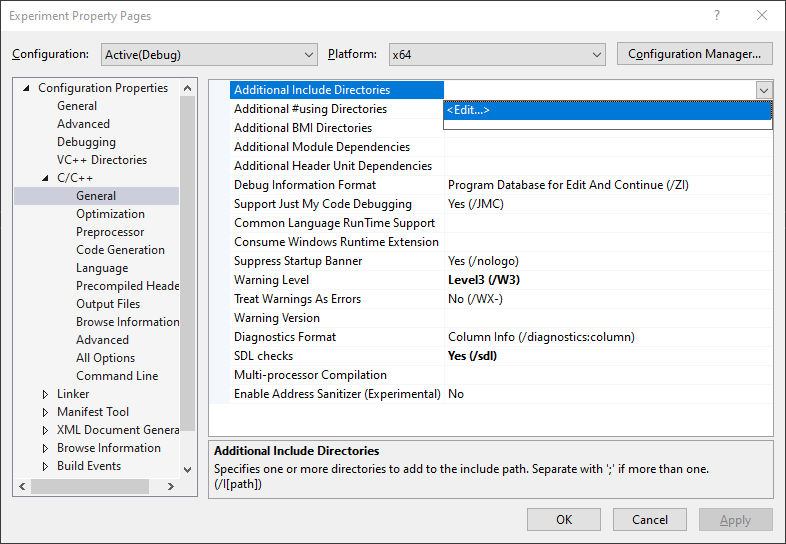 Experiment Property Pages
Configuration: Active(Debug) Platform: x64 Configuration Manager...
Configuration Properties
General
Advanced
Debugging
VC++ Directories
C/C++
General
Optimization
Preprocessor
Code Generation
Language
Precompiled Heade
Output Files
Browse Information
Advanced
All Options
Command Line
Linker
Manifest Tool
XML Document Genera
Browse Information
Build Events
Additional Include Directories
Additional #using Directories <Edit...>
Additional BMI Directories
Additional Module Dependencies
Additional Header Unit Dependencies
Debug Information Format Program Database for Edit And Continue (/ZI)
Support Just My Code Debugging Yes (/JMC)
Common Language RunTime Support
Consume Windows Runtime Extension
Suppress Startup Banner Yes (/nologo)
Warning Level Level3 (/W3)
Treat Warnings As Errors No (/WX-)
Warning Version
Diagnostics Format Column Info (/diagnostics:column)
SDL checks Yes (/sdl)
Multi-processor Compilation
Enable Address Sanitizer (Experimental) No
Additional Include Directories
Specifies one or more directories to add to the include path. Separate with ';' if more than one.
(/I[path])
OK Cancel Apply